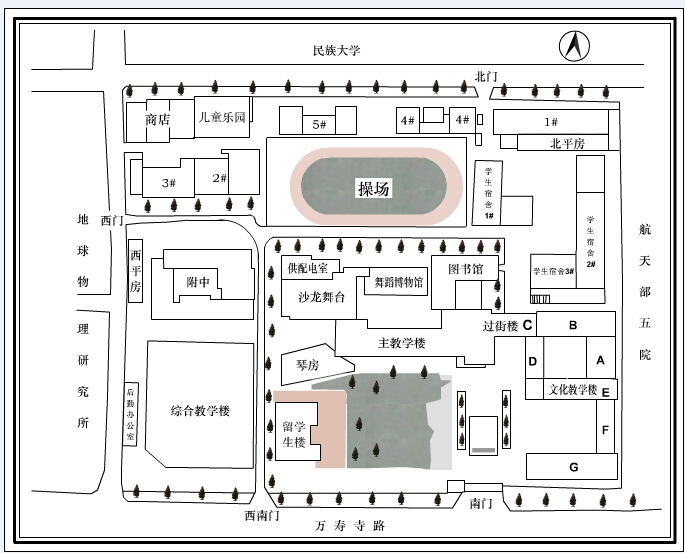 民族大学
北门
商店
儿童乐园
5#
4#
4#
1#
北平房
3#
2#
操场
学生宿舍1#
学生宿舍2#
学生宿舍3#
西门
地球物理研究所
航天部五院
西平房
附中
供配电室
沙龙舞台
舞蹈博物馆
图书馆
过街楼
C
B
主教学楼
D
A
文化教学楼
E
琴房
后勤办公室
综合教学楼
留学
生楼
F
G
西南门
南门
万寿寺路